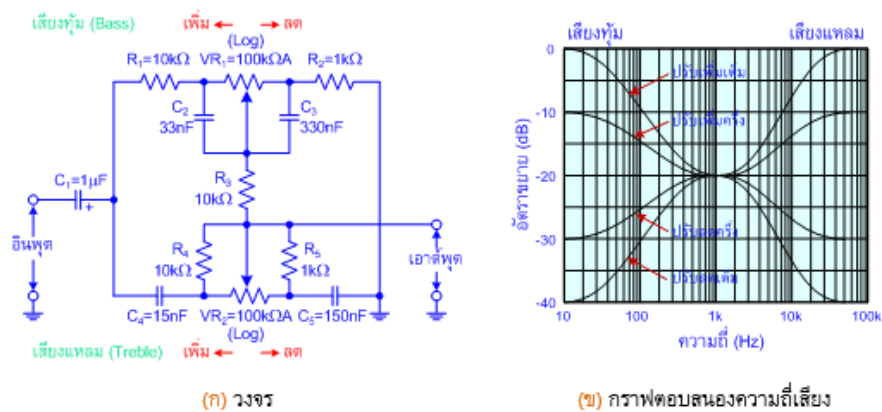 เสียงทุ้ม (Bass)
เพิ่ม ลด
(Log)
R1=10kΩ VR1=100kΩA R2=1kΩ
C2
33nF
C3
330nF
C1=1μF
+
R3
10kΩ
อินพุต
R4
10kΩ
R5
1kΩ
เอาต์พุต
C4=15nF VR2=100kΩA C5=150nF
(Log)
เสียงแหลม (Treble) เพิ่ม ลด
(ก) วงจร
เสียงทุ้ม เสียงแหลม
อัตราขยาย (dB)
0
-10
-20
-30
-40
ปรับเพิ่มเต็ม
ปรับเพิ่มครึ่ง
ปรับลดครึ่ง
ปรับลดเต็ม
10 100 1k 10k 100k
ความถี่ (Hz)
(ข) กราฟตอบสนองความถี่เสียง